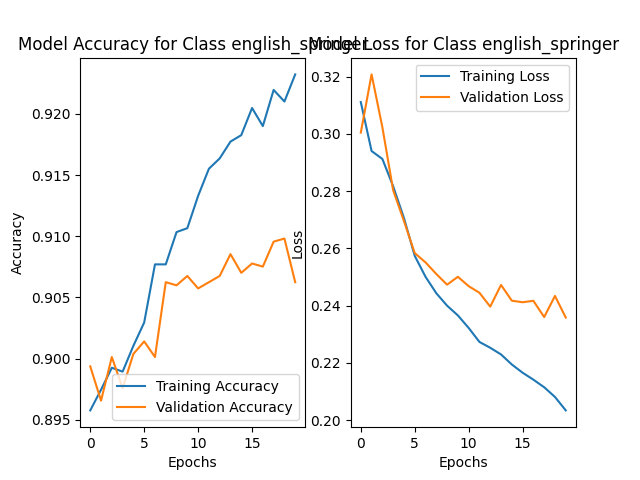 Model Accuracy for Class english_springer
Accuracy
0.920
0.915
0.910
0.905
0.900
0.895
0
5
10
15
Epochs
Training Accuracy
Validation Accuracy
Model Loss for Class english_springer
Loss
0.32
0.30
0.28
0.26
0.24
0.22
0.20
0
5
10
15
Epochs
Training Loss
Validation Loss